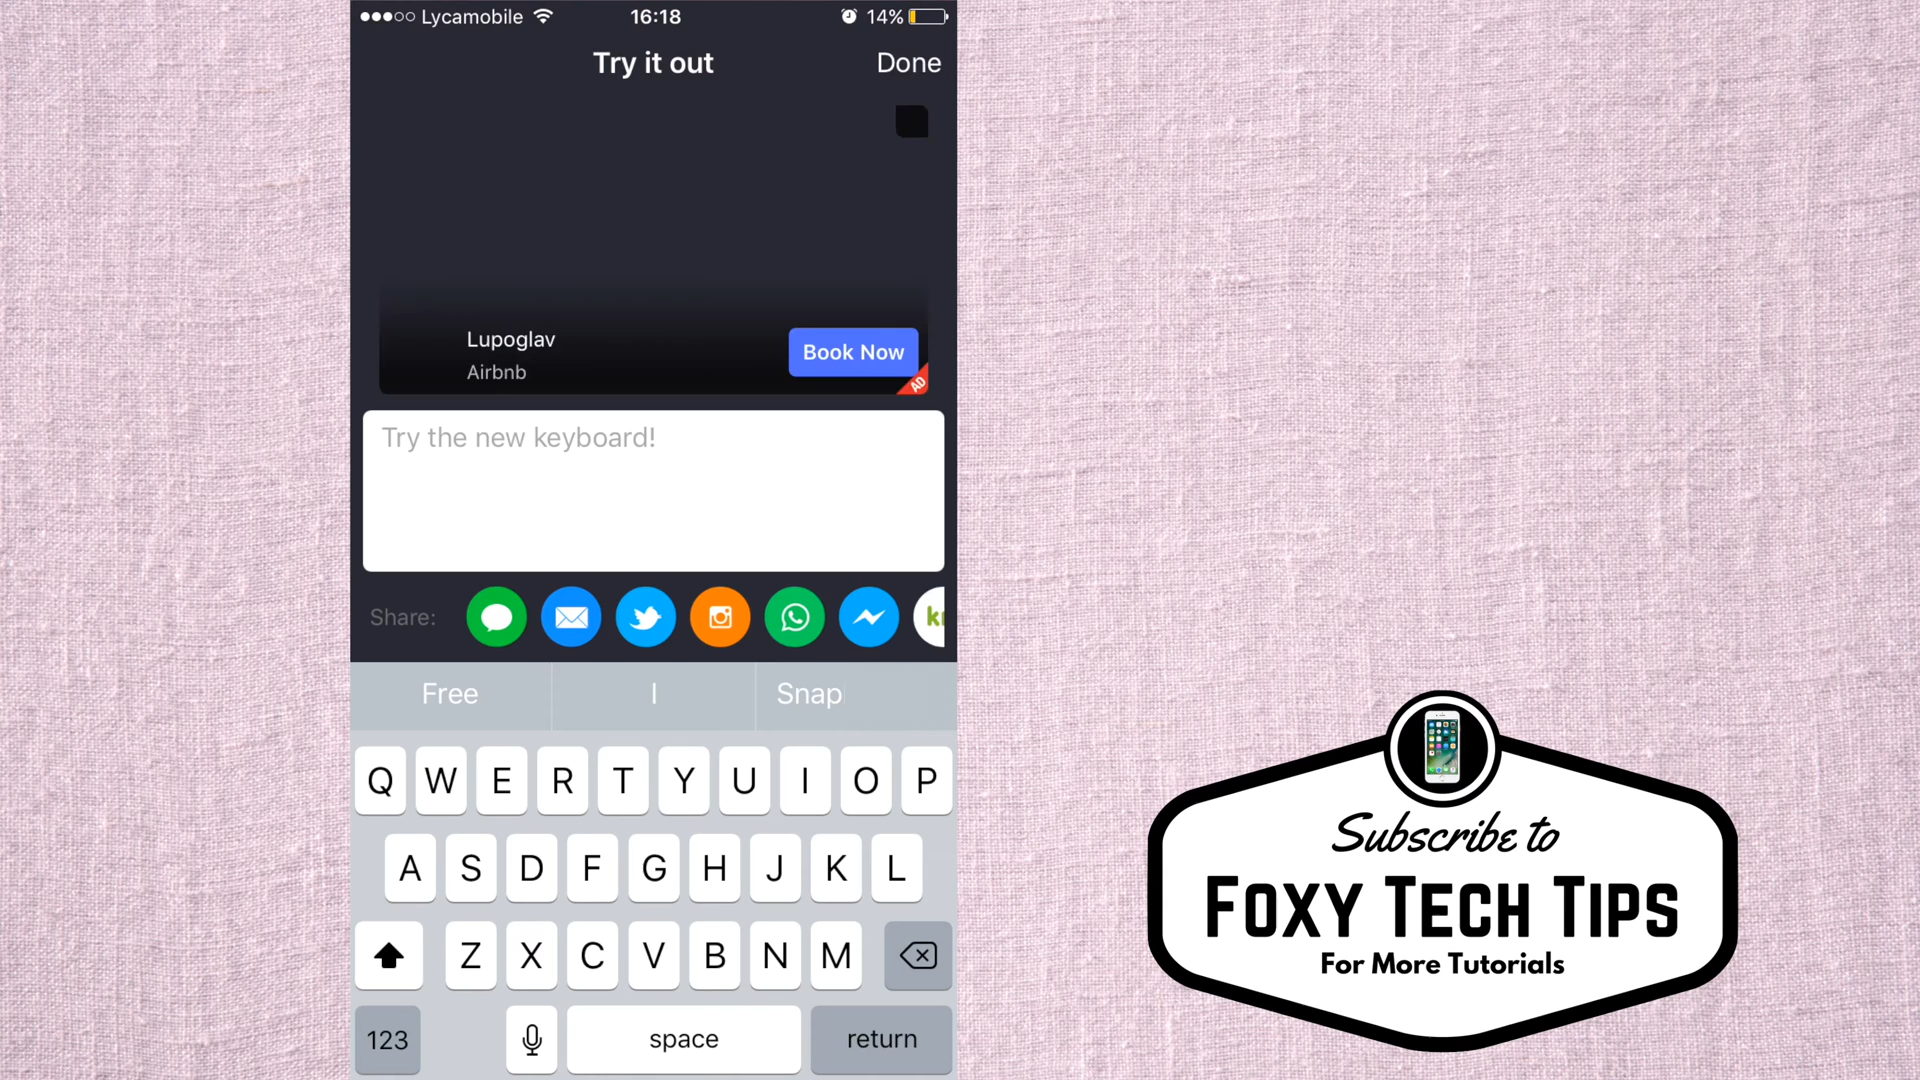 Lycamobile 16:18 14%
Try it out Done
Lupoglav
Airbnb
Book Now
AD
Try the new keyboard!
Share:
Free I Snap
Q W E R T Y U I O P
A S D F G H J K L
Z X C V B N M
123 space return
Subscribe to
Foxy Tech Tips
For More Tutorials